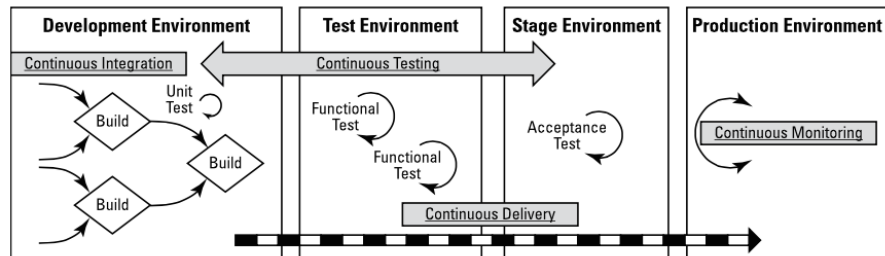 Development Environment
Test Environment
Stage Environment
Production Environment
Continuous Integration
Continuous Testing
Unit
Test
Build
Build
Build
Functional
Test
Functional
Test
Acceptance
Test
Continuous Monitoring
Continuous Delivery